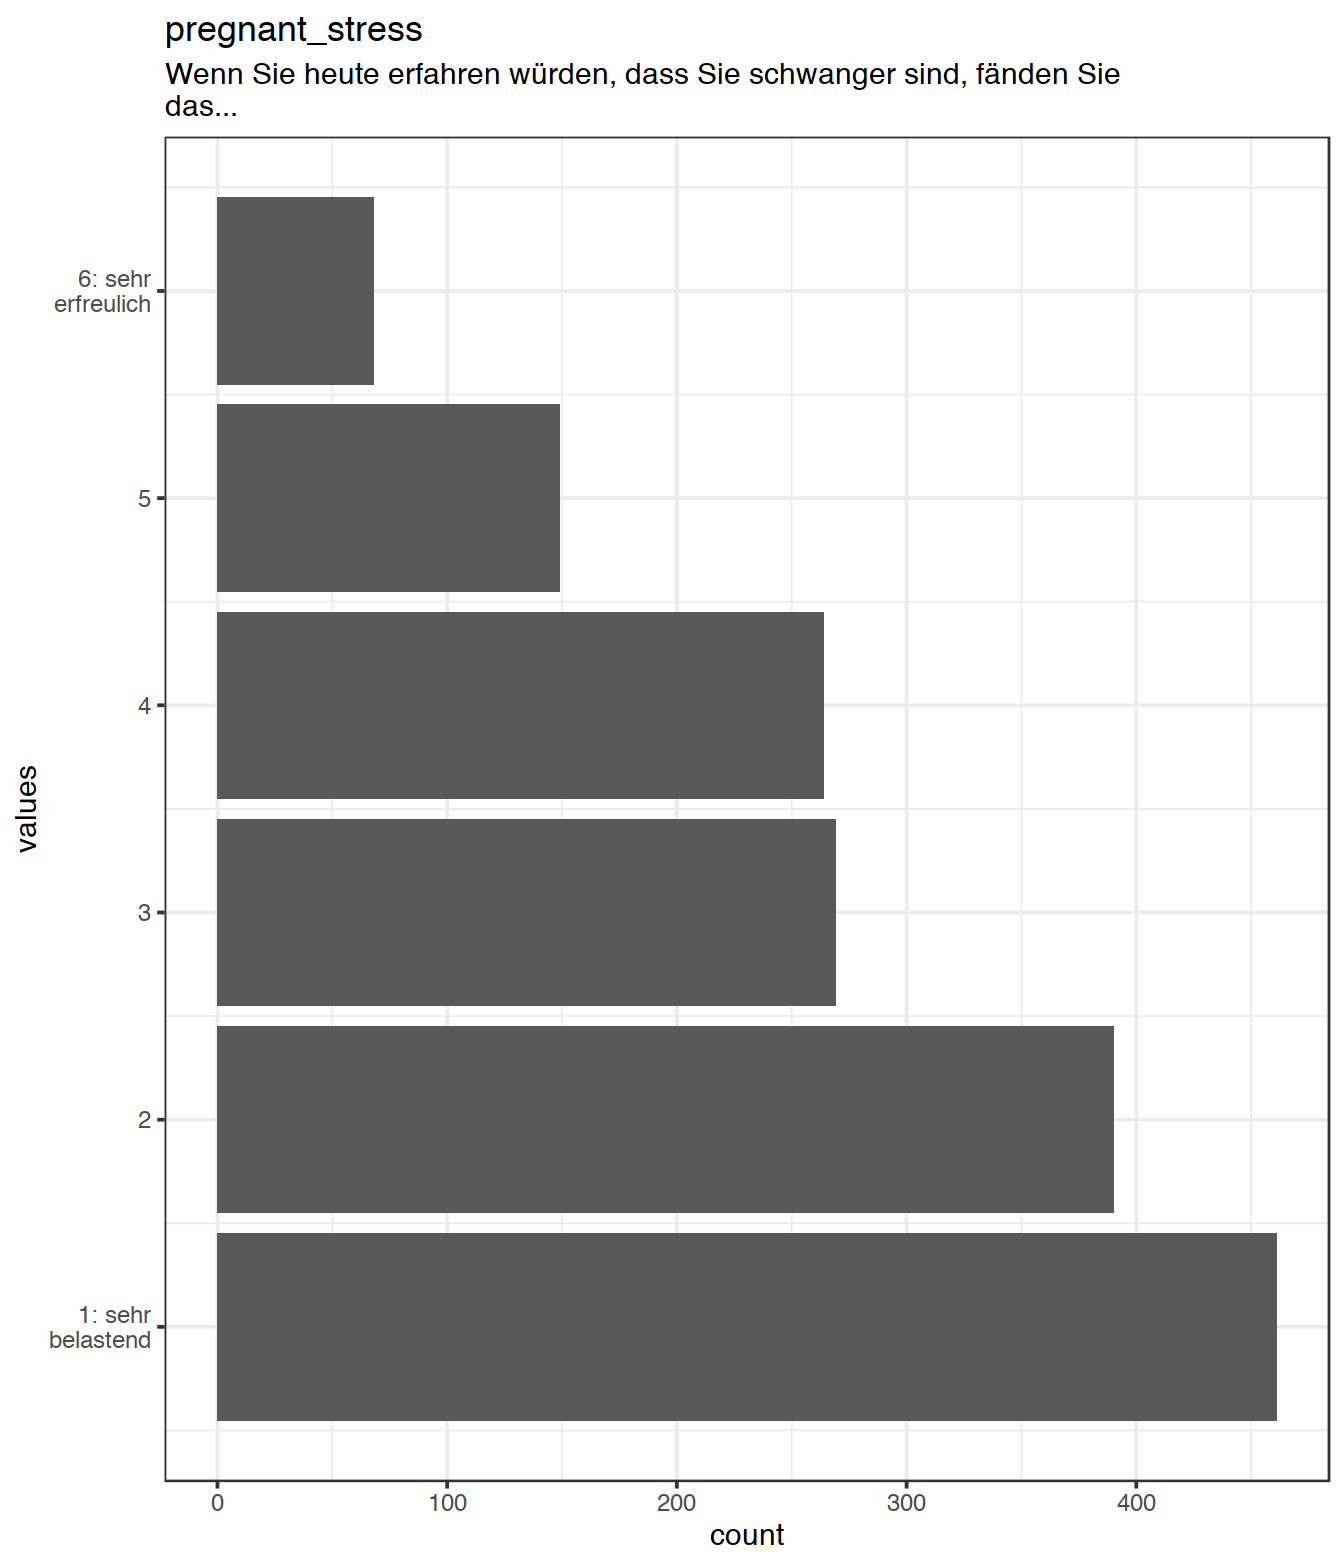 pregnant_stress
Wenn Sie heute erfahren würden, dass Sie schwanger sind, fänden Sie
das...
6: sehr
erfreulich
5
4
3
2
1: sehr
belastend
values
0 100 200 300 400
count